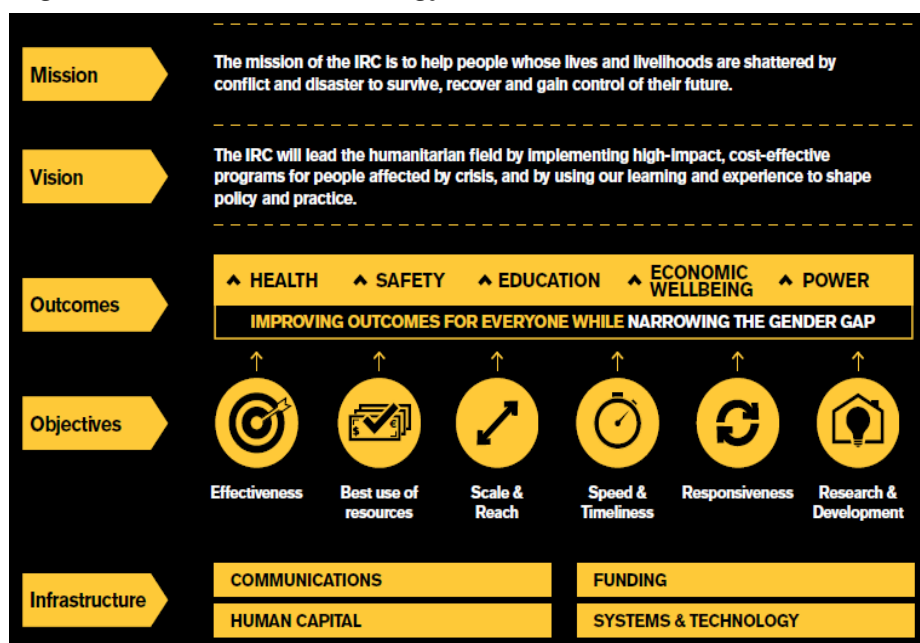 Mission
The mission of the IRC is to help people whose lives and livelihoods are shattered by
conflict and disaster to survive, recover and gain control of their future.
Vision
The IRC will lead the humanitarian field by implementing high-impact, cost-effective
programs for people affected by crisis, and by using our learning and experience to shape
policy and practice.
Outcomes
HEALTH SAFETY EDUCATION ECONOMIC WELLBEING POWER
IMPROVING OUTCOMES FOR EVERYONE WHILE NARROWING THE GENDER GAP
Objectives
$ €
Effectiveness
Best use of
resources
Scale &
Reach
Speed &
Timeliness
Responsiveness
Research &
Development
Infrastructure
COMMUNICATIONS
FUNDING
HUMAN CAPITAL
SYSTEMS & TECHNOLOGY